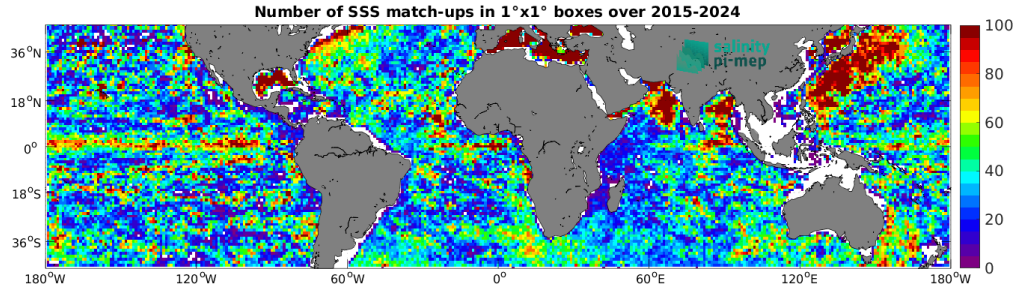 Number of SSS match-ups in 1°x1° boxes over 2015-2024
salinity
pi-mep
36°N
18°N
0°
18°S
36°S
180°W
120°W
60°W
0°
60°E
120°E
180°W
100
80
60
40
20
0